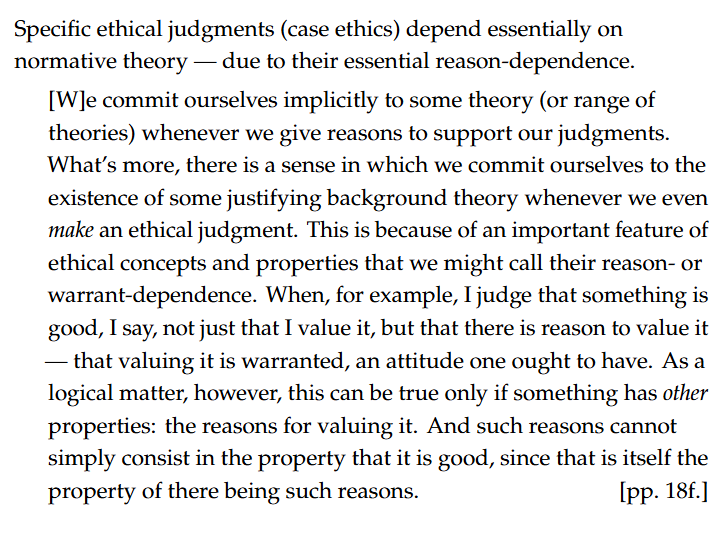 Specific ethical judgments (case ethics) depend essentially on
normative theory — due to their essential reason-dependence.
[W]e commit ourselves implicitly to some theory (or range of
theories) whenever we give reasons to support our judgments.
What's more, there is a sense in which we commit ourselves to the
existence of some justifying background theory whenever we even
make an ethical judgment. This is because of an important feature of
ethical concepts and properties that we might call their reason- or
warrant-dependence. When, for example, I judge that something is
good, I say, not just that I value it, but that there is reason to value it
— that valuing it is warranted, an attitude one ought to have. As a
logical matter, however, this can be true only if something has other
properties: the reasons for valuing it. And such reasons cannot
simply consist in the property that it is good, since that is itself the
property of there being such reasons. [pp. 18f.]